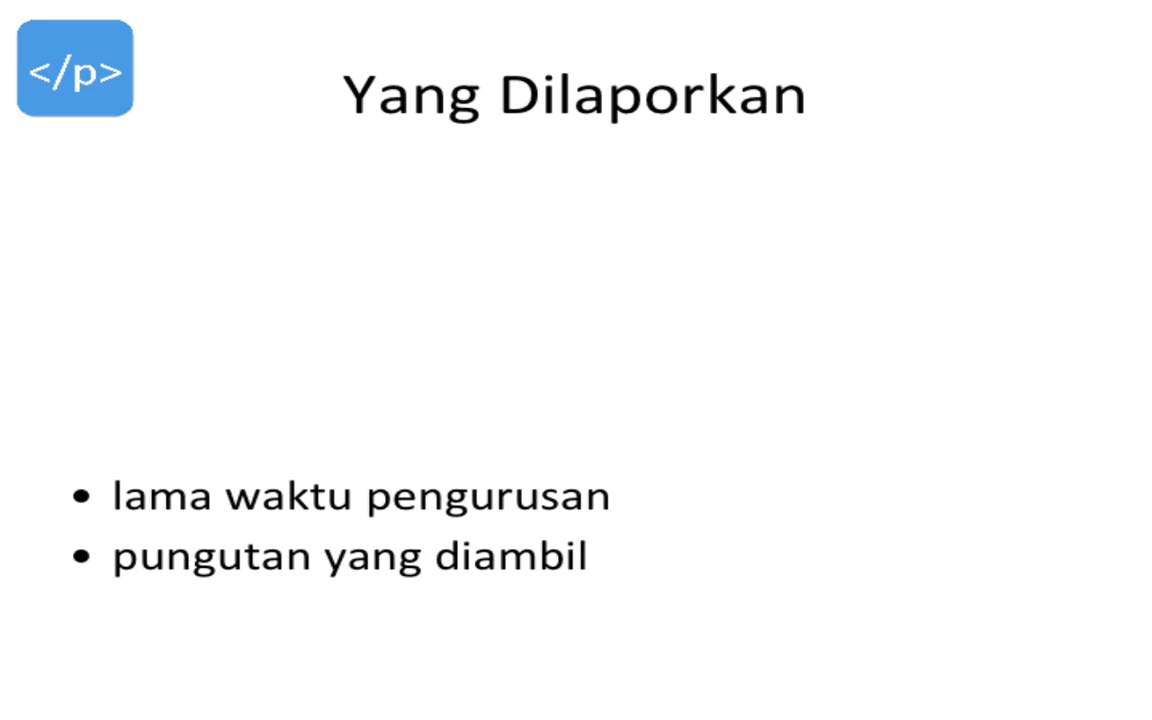 </p>
Yang Dilaporkan
• lama waktu pengurusan
• pungutan yang diambil